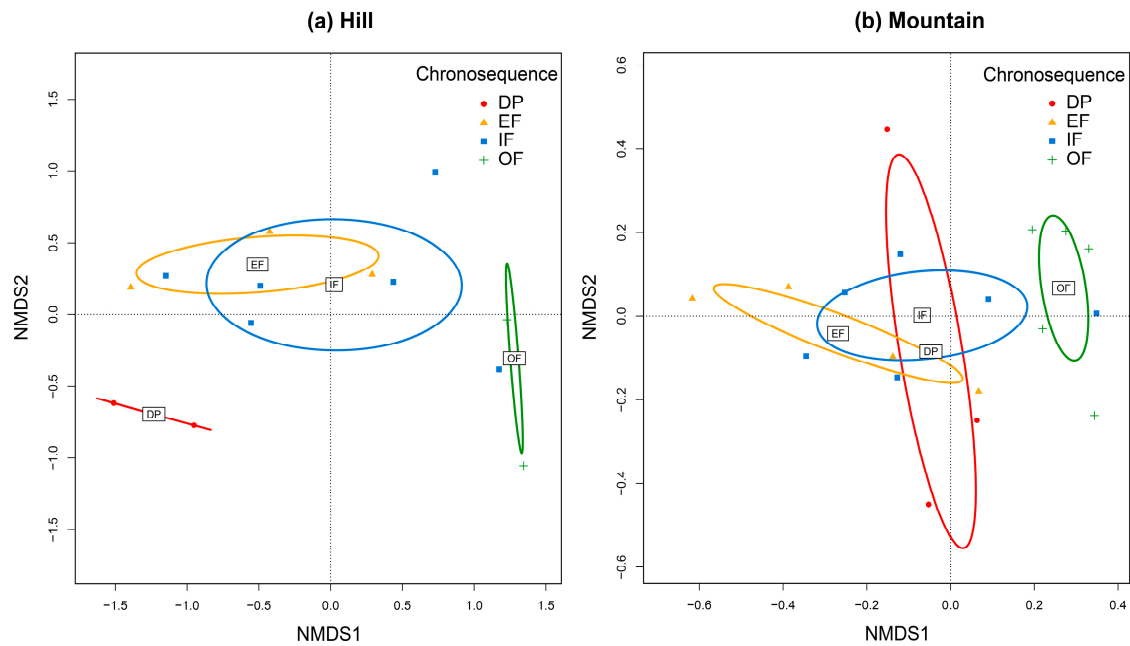 (a) Hill
Chronosequence
DP
EF
IF
OF
1.5
1.0
0.5
0.0
−0.5
−1.0
−1.5
NMDS2
EF
IF
OF
DP
−1.5 −1.0 −0.5 0.0 0.5 1.0 1.5
NMDS1
(b) Mountain
Chronosequence
DP
EF
IF
OF
0.6
0.4
0.2
0.0
−0.2
−0.4
−0.6
NMDS2
OF
IF
EF
DP
−0.6 −0.4 −0.2 0.0 0.2 0.4
NMDS1